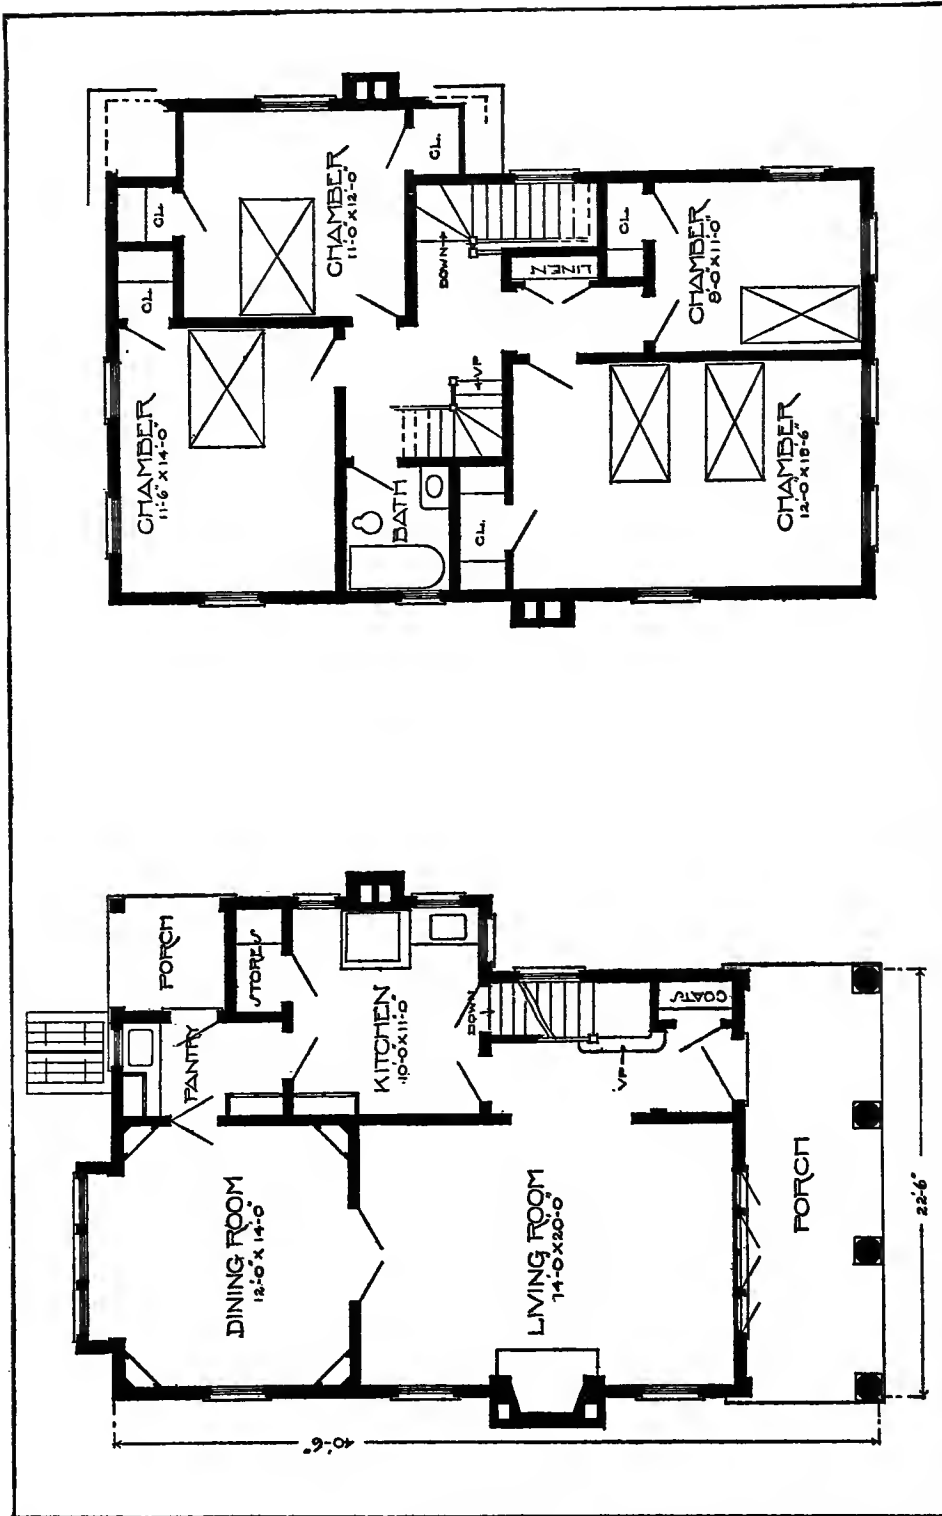 CL.
CHAMBER
11'-0" X 12'-0"
CL.
CL.
CHAMBER
11'-6" X 14'-0"
DOWN
LINEN
CL.
CHAMBER
9'-0" X 11'-0"
UP
BATH
CL.
CHAMBER
12'-0" X 18'-6"
PORCH
STORES
PANTRY
KITCHEN
10'-0" X 11'-0"
DOWN
COATS
UP
DINING ROOM
12'-0" X 14'-0"
LIVING ROOM
14'-0" X 20'-0"
PORCH
22'-6"
40'-6"